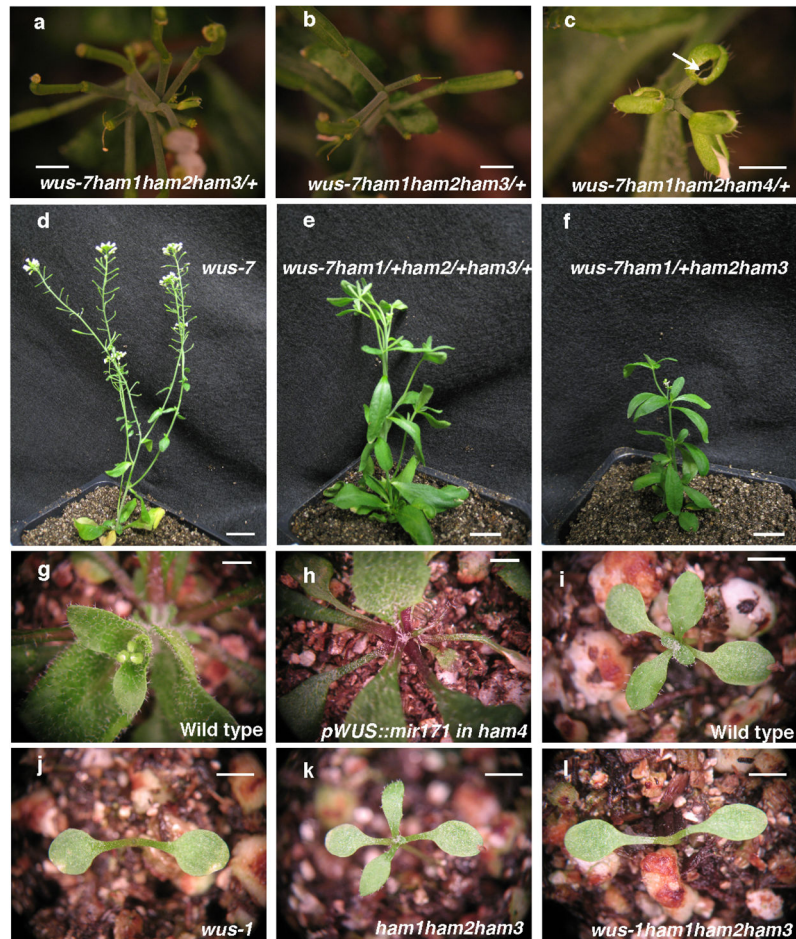 a
wus-7ham1ham2ham3/+
b
wus-7ham1ham2ham3/+
c
wus-7ham1ham2ham4/+
d
wus-7
e
wus-7ham1/+ham2/+ham3/+
f
wus-7ham1/+ham2ham3
g
Wild type
h
pWUS::mir171 in ham4
i
Wild type
j
wus-1
k
ham1ham2ham3
l
wus-1ham1ham2ham3